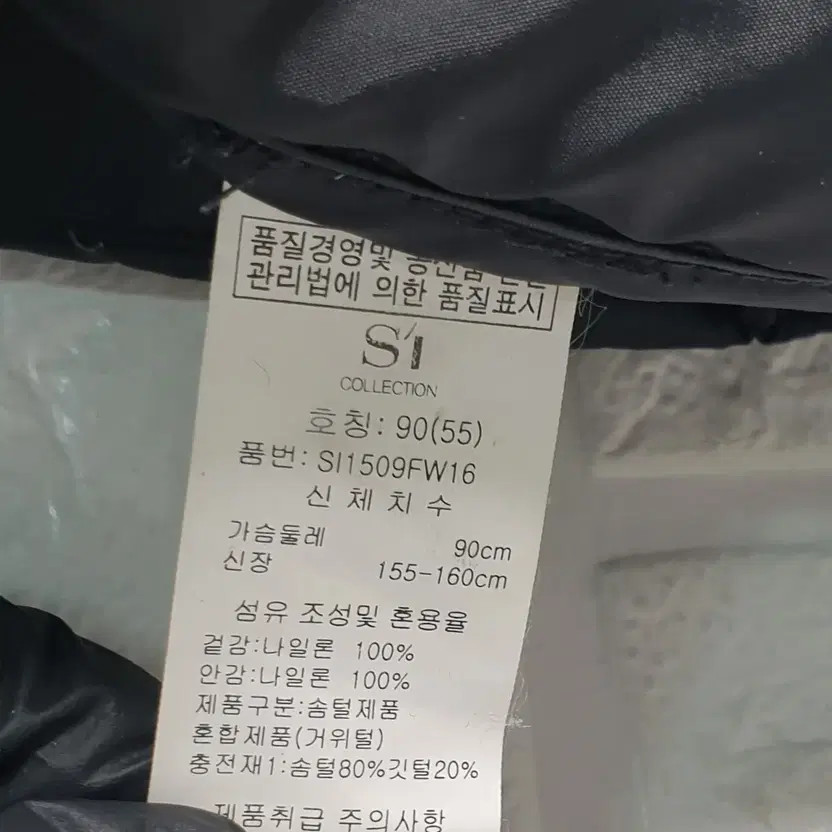 품질경영및 공산품 안전
관리법에 의한 품질표시
S'I
COLLECTION
호칭: 90(55)
품번: SI1509FW16
신 체 치 수
가슴둘레 90cm
신장 155-160cm
섬유 조성및 혼용율
겉감:나일론 100%
안감:나일론 100%
제품구분:솜털제품
혼합제품(거위털)
충전재1:솜털80%깃털20%
제품취급 주의사항